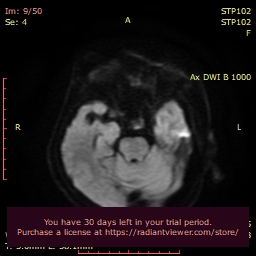 Im: 9/50
Se: 4
A
STP102
STP102
F
Ax DWI B 1000
R
L
You have 30 days left in your trial period.
Purchase a license at https://radiantviewer.com/store/